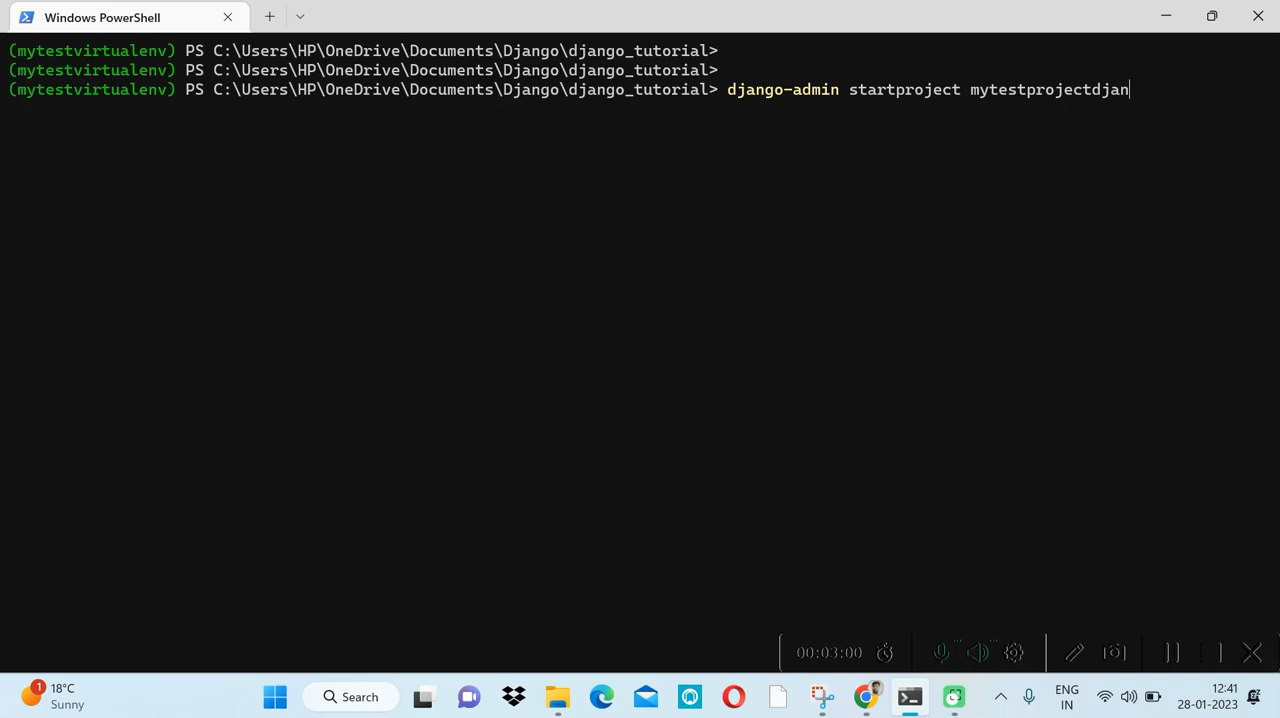 Windows PowerShell
(mytestvirtualenv) PS C:\Users\HP\OneDrive\Documents\Django\django_tutorial>
(mytestvirtualenv) PS C:\Users\HP\OneDrive\Documents\Django\django_tutorial>
(mytestvirtualenv) PS C:\Users\HP\OneDrive\Documents\Django\django_tutorial> django-admin startproject mytestprojectdjan
00:03:00
1
18°C
Sunny
Search
ENG
IN
12:41
28-01-2023